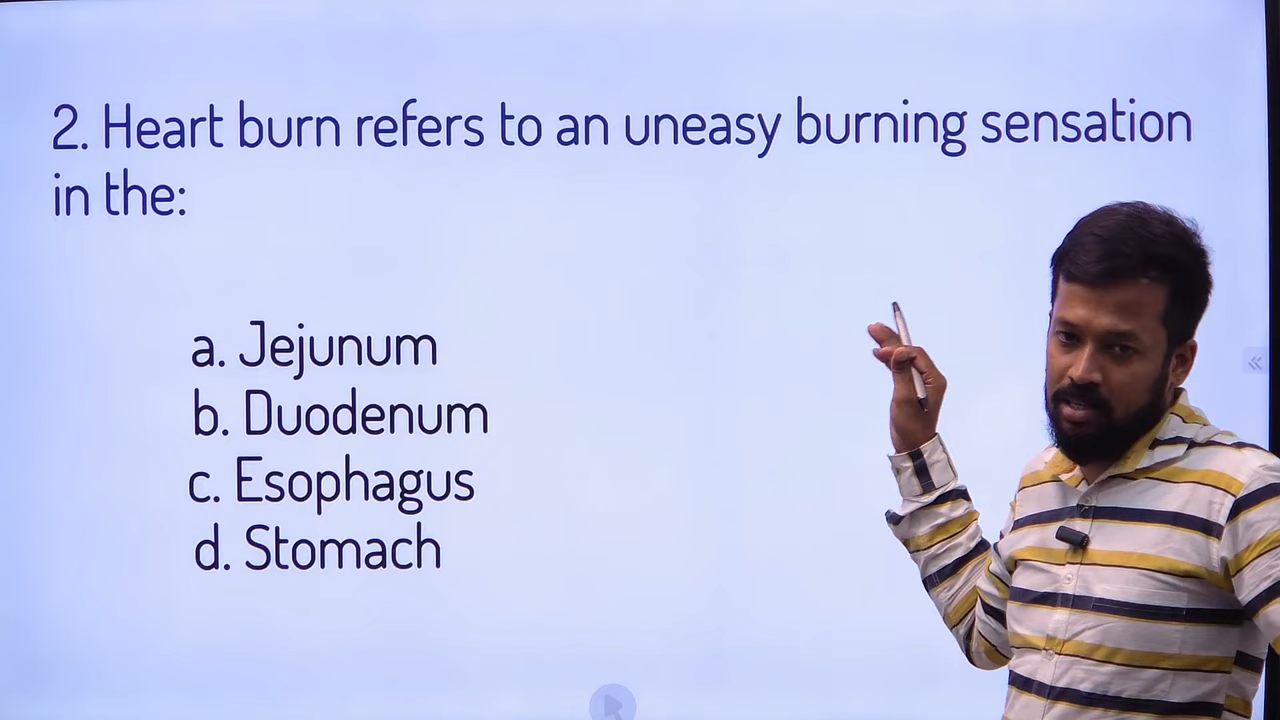 2. Heart burn refers to an uneasy burning sensation
in the:
a. Jejunum
b. Duodenum
c. Esophagus
d. Stomach